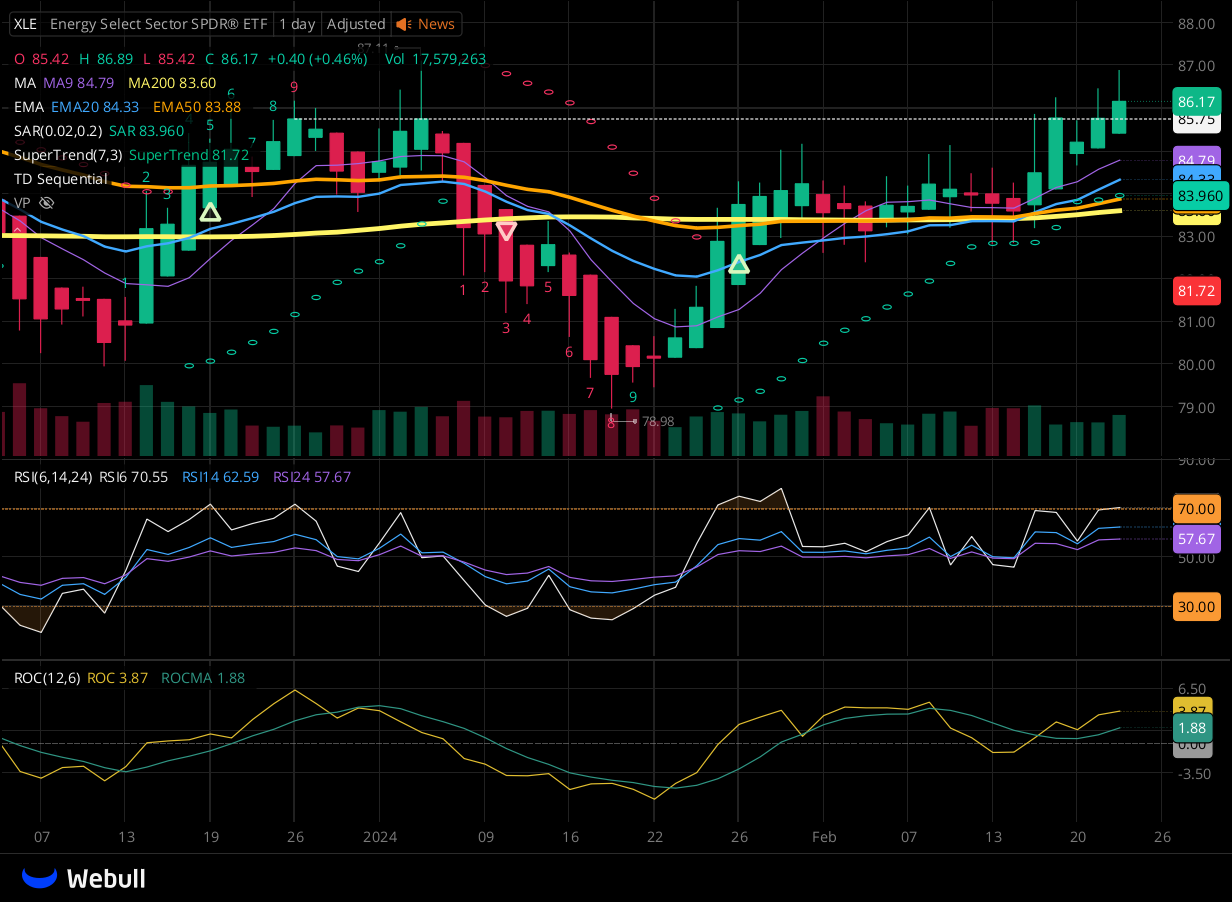 XLE Energy Select Sector SPDR® ETF 1 day Adjusted News
88.00
87.11
O 85.42 H 86.89 L 85.42 C 86.17 +0.40 (+0.46%) Vol 17,579,263
87.00
MA MA9 84.79 MA200 83.60
6 9
86.17
EMA EMA20 84.33 EMA50 83.88
8
85.75
4 5
SAR(0.02,0.2) SAR 83.960
7
SuperTrend(7,3) SuperTrend 81.72
84.79
TD Sequential
2
84.33
3
83.960
VP
83.00
1
1 2 5
81.72
3 4
81.00
6
80.00
7 9
79.00
8 78.98
90.00
RSI(6,14,24) RSI6 70.55 RSI14 62.59 RSI24 57.67
70.00
57.67
50.00
30.00
ROC(12,6) ROC 3.87 ROCMA 1.88
6.50
3.87
1.88
0.00
-3.50
07 13 19 26 2024 09 16 22 26 Feb 07 13 20 26
Webull